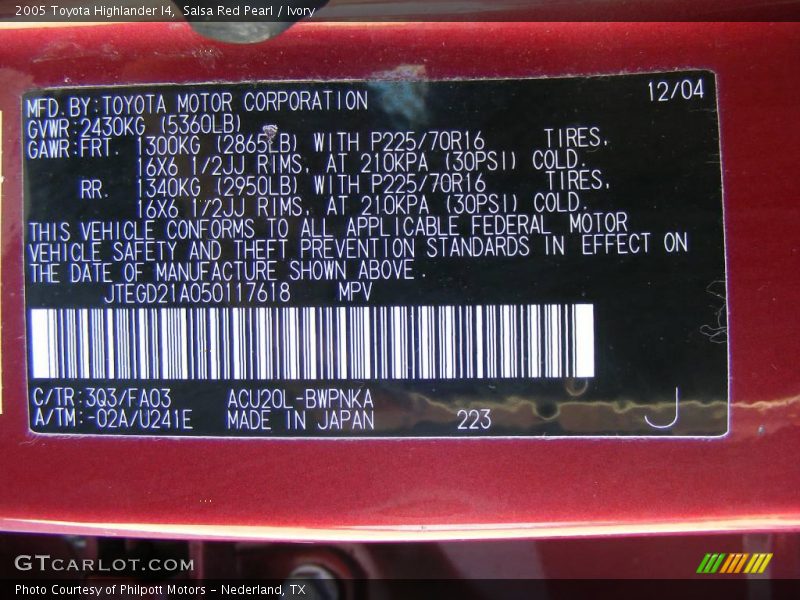 2005 Toyota Highlander I4, Salsa Red Pearl / Ivory
MFD.BY:TOYOTA MOTOR CORPORATION 12/04
GVWR:2430KG (5360LB)
GAWR:FRT. 1300KG (2865LB) WITH P225/70R16 TIRES,
16X6 1/2JJ RIMS, AT 210KPA (30PSI) COLD.
RR. 1340KG (2950LB) WITH P225/70R16 TIRES,
16X6 1/2JJ RIMS, AT 210KPA (30PSI) COLD.
THIS VEHICLE CONFORMS TO ALL APPLICABLE FEDERAL MOTOR
VEHICLE SAFETY AND THEFT PREVENTION STANDARDS IN EFFECT ON
THE DATE OF MANUFACTURE SHOWN ABOVE.
JTEGD21A050117618 MPV
C/TR:3Q3/FA03 ACU20L-BWPNKA
A/TM:-02A/U241E MADE IN JAPAN 223 J
GTCARLOT.COM
Photo Courtesy of Philpott Motors - Nederland, TX